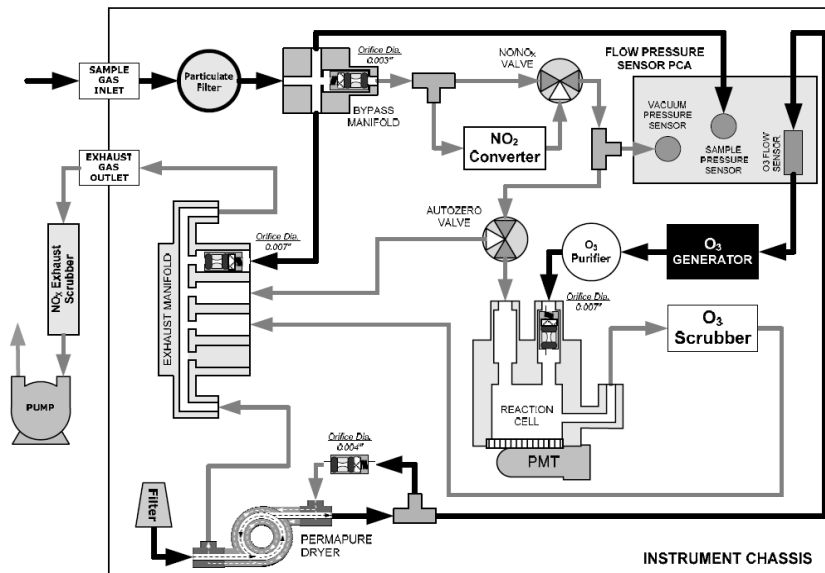 SAMPLE GAS
INLET
Particulate
Filter
Orifice Dia.
0.003"
BYPASS
MANIFOLD
NO/NOx
VALVE
NO2
Converter
FLOW PRESSURE
SENSOR PCA
VACUUM
PRESSURE
SENSOR
SAMPLE
PRESSURE
SENSOR
O3 FLOW
SENSOR
EXHAUST
GAS
OUTLET
NOX Exhaust
Scrubber
PUMP
EXHAUST MANIFOLD
Orifice Dia.
0.007"
AUTOZERO
VALVE
O3
Purifier
O3
GENERATOR
Orifice Dia.
0.007"
O3
Scrubber
REACTION
CELL
PMT
Orifice Dia.
0.004"
Filter
PERMAPURE
DRYER
INSTRUMENT CHASSIS